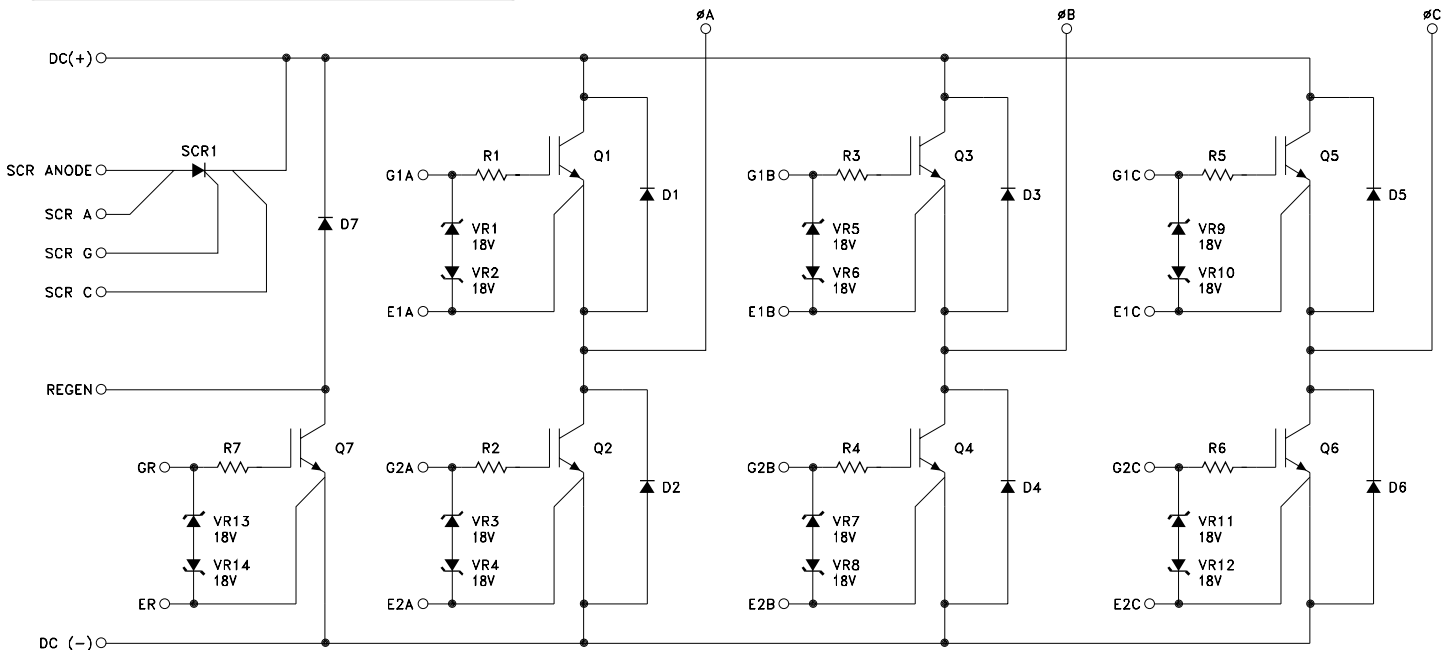 øA øB øC
DC(+)
SCR1
SCR ANODE
SCR A
SCR G
SCR C
D7
G1A R1 Q1
D1
VR1
18V
VR2
18V
E1A
G1B R3 Q3
D3
VR5
18V
VR6
18V
E1B
G1C R5 Q5
D5
VR9
18V
VR10
18V
E1C
REGEN
GR R7 Q7
VR13
18V
VR14
18V
ER
G2A R2 Q2
D2
VR3
18V
VR4
18V
E2A
G2B R4 Q4
D4
VR7
18V
VR8
18V
E2B
G2C R6 Q6
D6
VR11
18V
VR12
18V
E2C
DC (-)